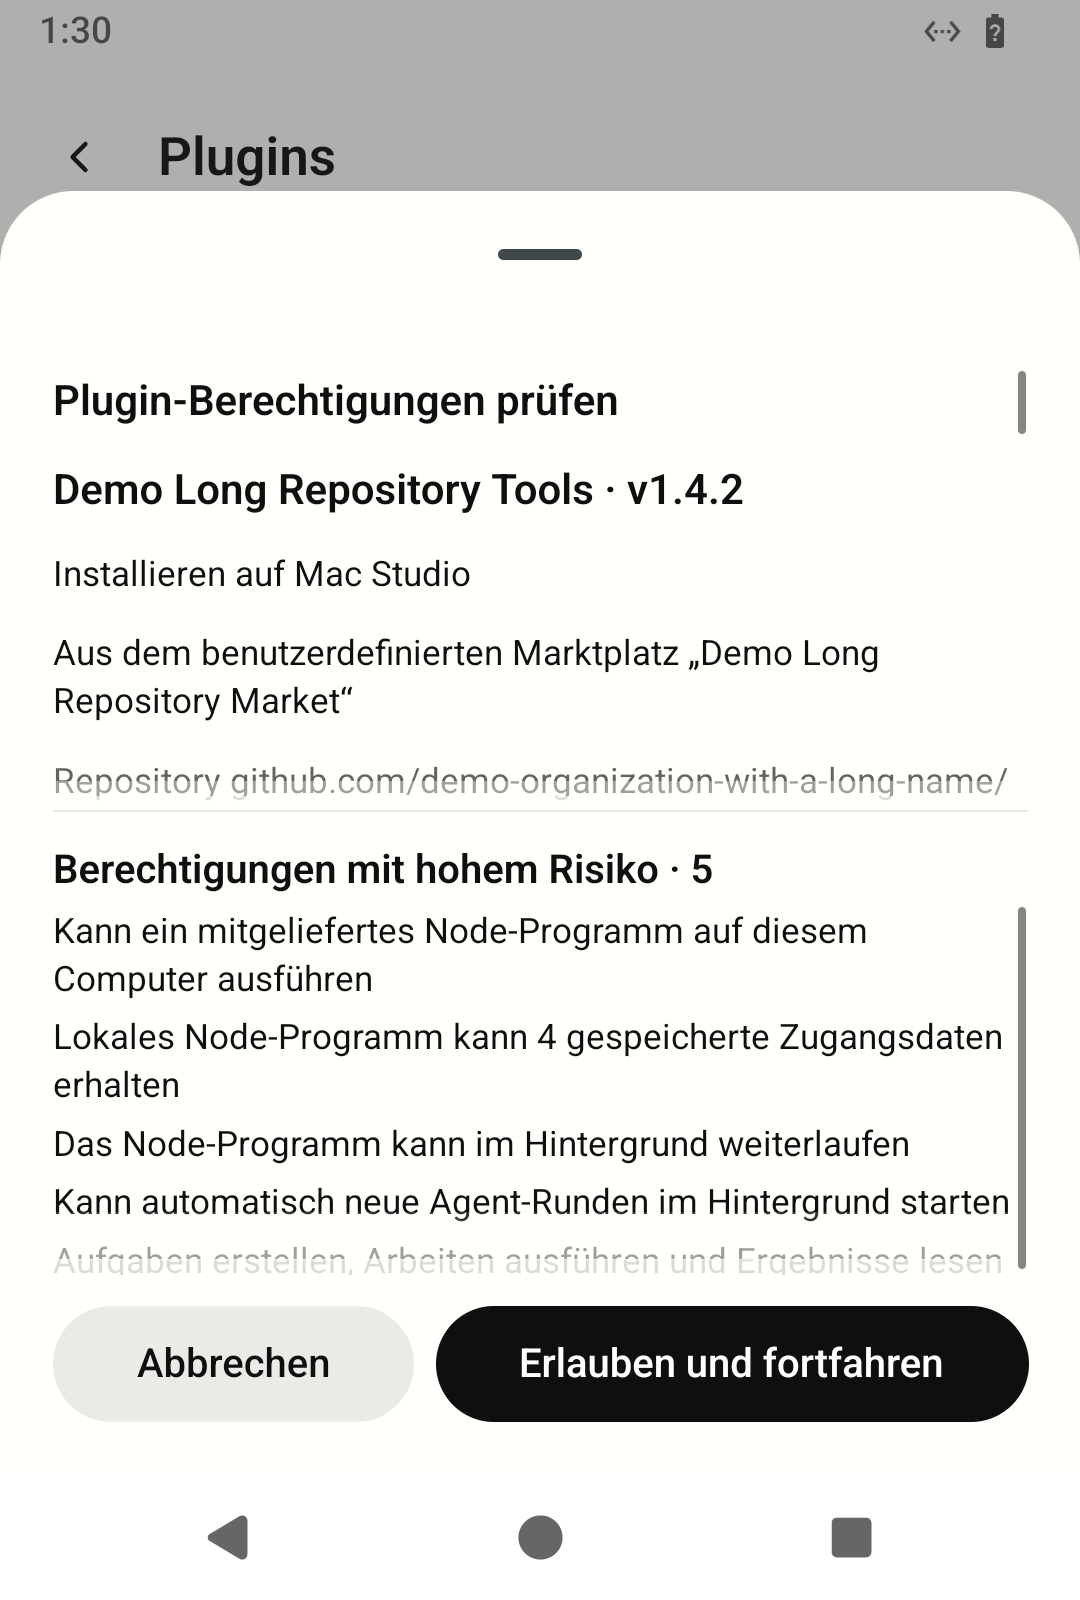 1:30
Plugins
Plugin-Berechtigungen prüfen
Demo Long Repository Tools · v1.4.2
Installieren auf Mac Studio
Aus dem benutzerdefinierten Marktplatz „Demo Long
Repository Market“
Repository github.com/demo-organization-with-a-long-name/
Berechtigungen mit hohem Risiko · 5
Kann ein mitgeliefertes Node-Programm auf diesem
Computer ausführen
Lokales Node-Programm kann 4 gespeicherte Zugangsdaten
erhalten
Das Node-Programm kann im Hintergrund weiterlaufen
Kann automatisch neue Agent-Runden im Hintergrund starten
Aufgaben erstellen, Arbeiten ausführen und Ergebnisse lesen
Abbrechen
Erlauben und fortfahren